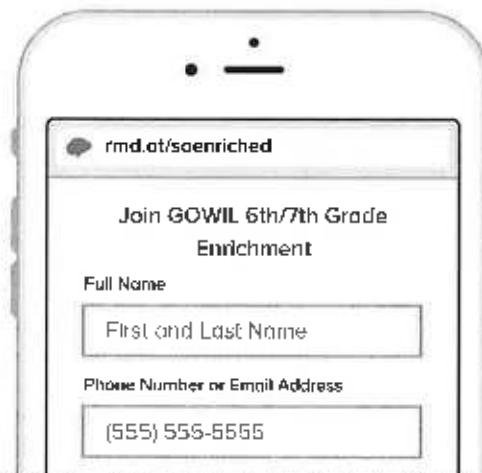 rmd.at/soenriched
Join GOWIL 6th/7th Grade
Enrichment
Full Name
First and Last Name
Phone Number or Email Address
(555) 555-5555